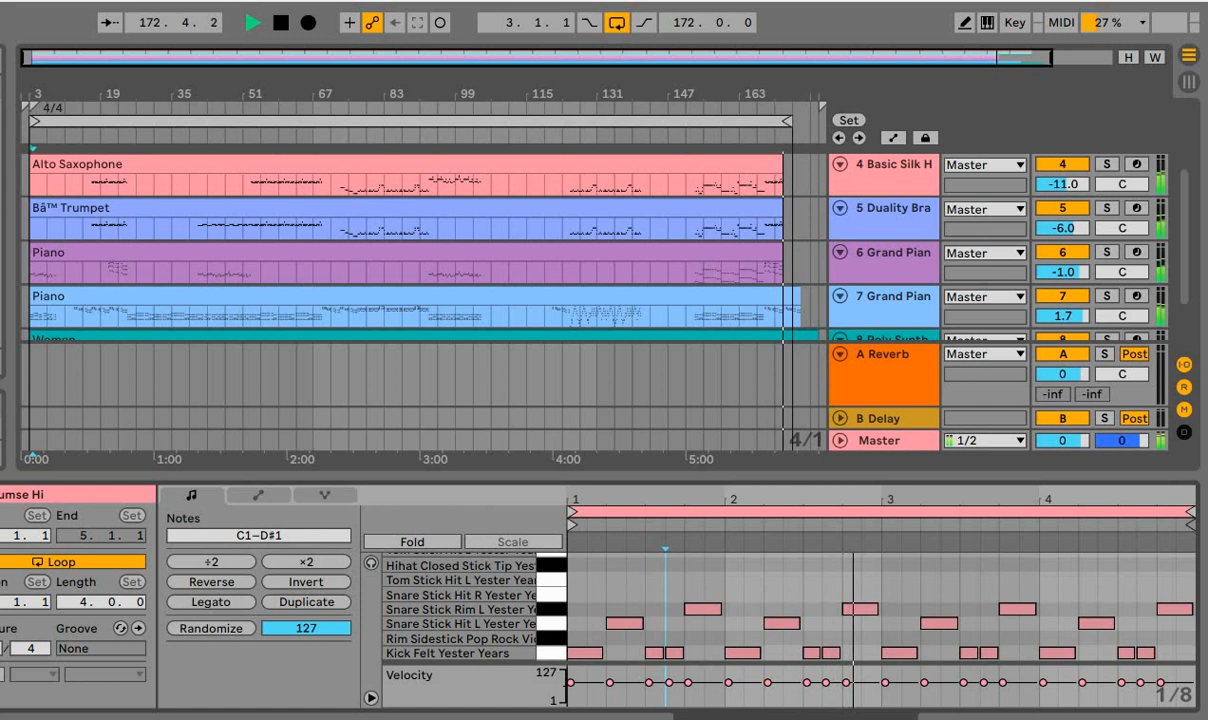 172. 4. 2
3. 1. 1
172. 0. 0
Key
MIDI
27 %
H W
3 19 35 51 67 83 99 115 131 147 163
4/4
Set
Alto Saxophone
4 Basic Silk H
Master
4 S
-11.0 C
Bâ™ Trumpet
5 Duality Bra
Master
5 S
-6.0 C
Piano
6 Grand Pian
Master
6 S
-1.0 C
Piano
7 Grand Pian
Master
7 S
1.7 C
Women
8 Poly Synth
Master
8 S
A Reverb
Master
A S Post
0 C
-inf -inf
B Delay
B S Post
4/1
Master
1/2
0 0
0:00 1:00 2:00 3:00 4:00 5:00
I·O
R
M
D
umse Hi
Set End Set
1. 1 5. 1. 1
Loop
n Set Length Set
1. 1 4. 0. 0
ure Groove
/ 4 None
Notes
C1–D#1
÷2 ×2
Reverse Invert
Legato Duplicate
Randomize 127
1 2 3 4
Fold Scale
Hihat Closed Stick Tip Yes
Tom Stick Hit L Yester Yea
Snare Stick Hit R Yester Ye
Snare Stick Rim L Yester Y
Snare Stick Hit L Yester Ye
Rim Sidestick Pop Rock Vi
Kick Felt Yester Years
Velocity 127
1
1/8